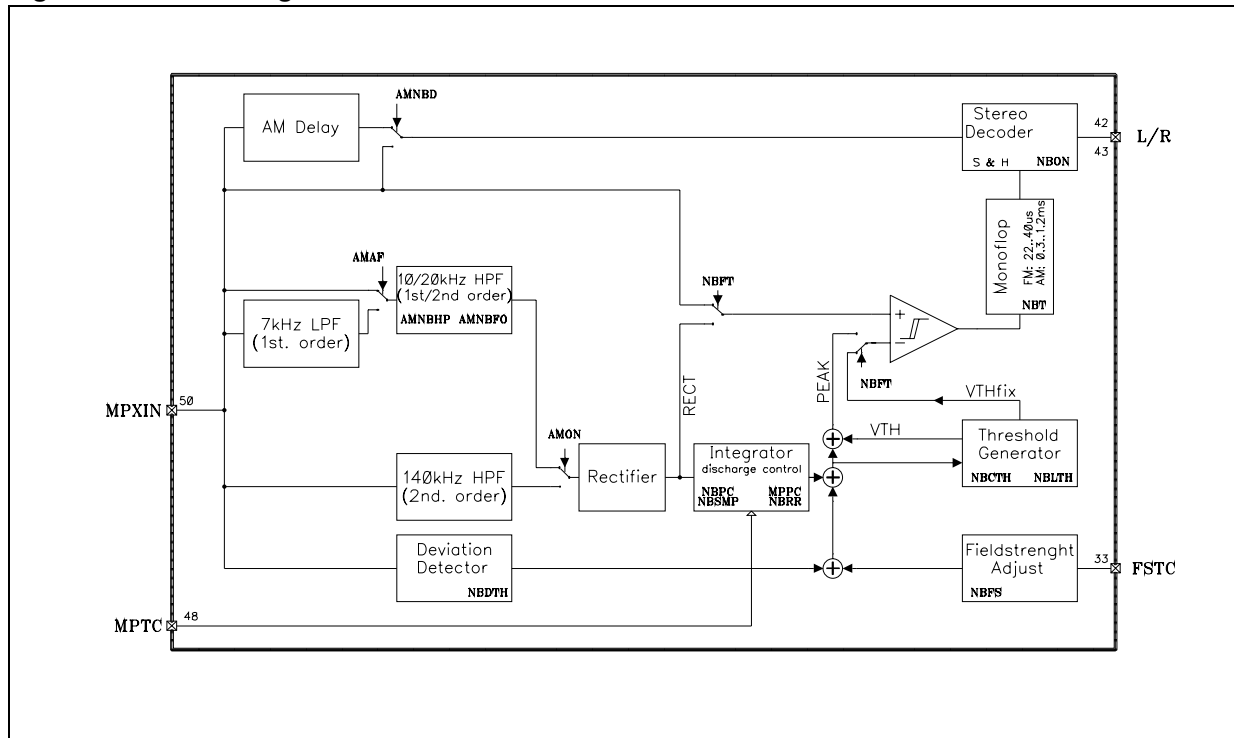 AMNBD
AM Delay
Stereo
Decoder
S & H NBON
42
43
L/R
Monoflop
FM: 22..40us
AM: 0.3..1.2ms
NBT
AMAF
10/20kHz HPF
(1st/2nd order)
AMNBHP AMNBFO
7kHz LPF
(1st. order)
NBFT
+
−
NBFT
PEAK
RECT
VTHfix
VTH
MPXIN
50
AMON
140kHz HPF
(2nd. order)
Rectifier
Integrator
discharge control
NBPC MPPC
NBSMP NBRR
Threshold
Generator
NBCTH NBLTH
Deviation
Detector
NBDTH
Fieldstrenght
Adjust
NBFS
33
FSTC
MPTC
48